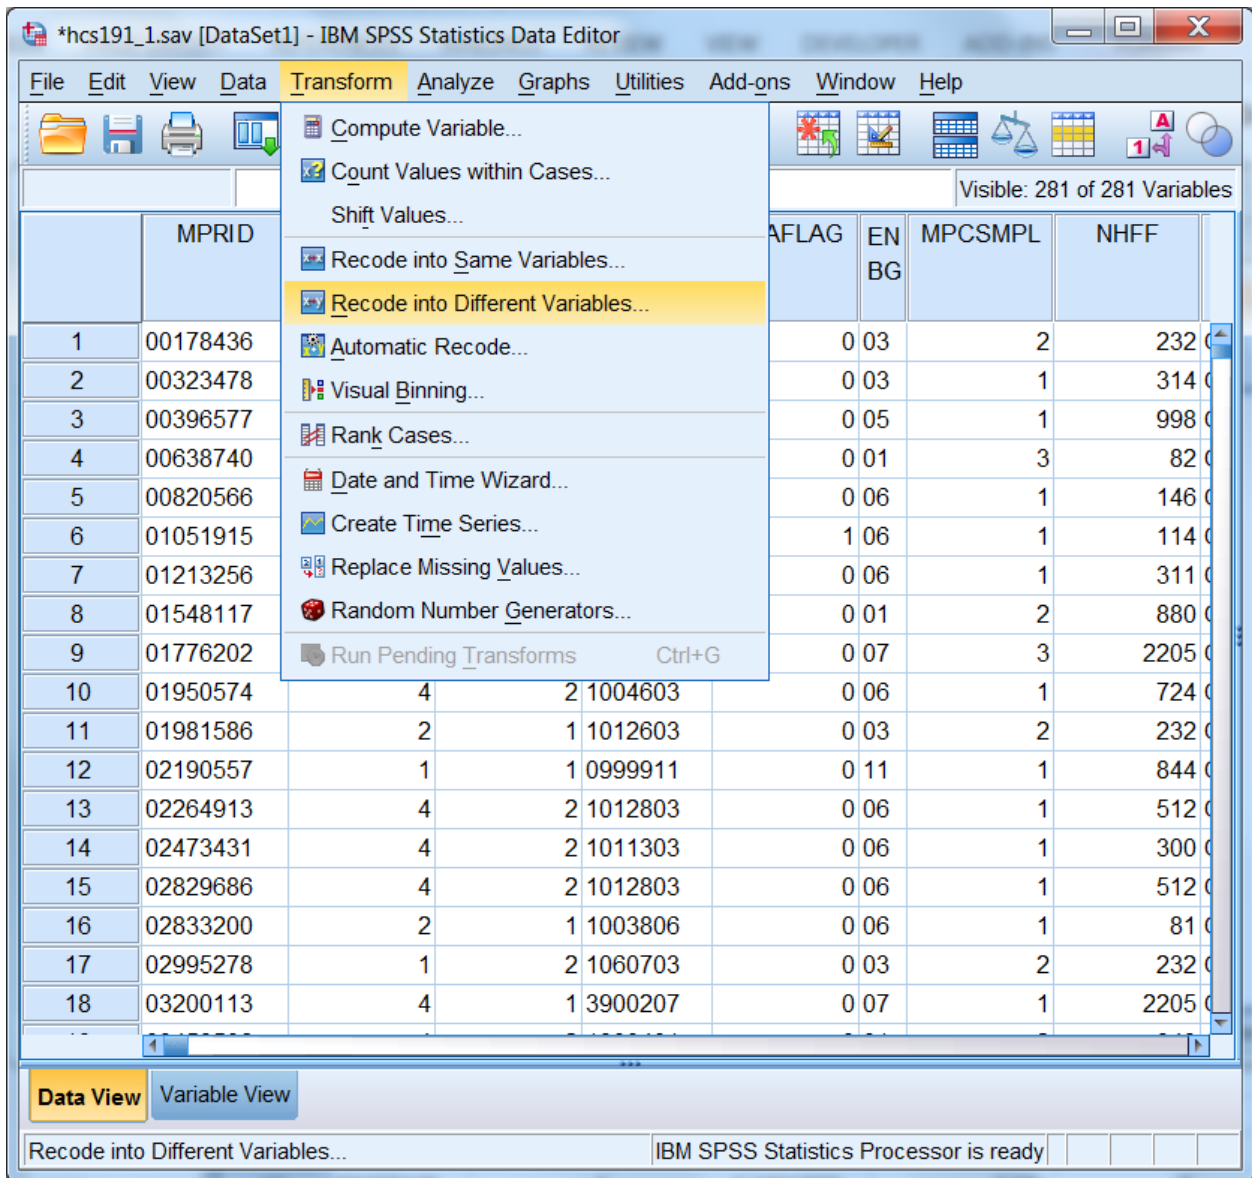 *hcs191_1.sav [DataSet1] - IBM SPSS Statistics Data Editor
File Edit View Data Transform Analyze Graphs Utilities Add-ons Window Help
Compute Variable...
Count Values within Cases...
Shift Values...
Recode into Same Variables...
Recode into Different Variables...
Automatic Recode...
Visual Binning...
Rank Cases...
Date and Time Wizard...
Create Time Series...
Replace Missing Values...
Random Number Generators...
Run Pending Transforms Ctrl+G
Visible: 281 of 281 Variables
MPRID AFLAG EN BG MPCSMPL NHFF
1 00178436 0 03 2 232
2 00323478 0 03 1 314
3 00396577 0 05 1 998
4 00638740 0 01 3 82
5 00820566 0 06 1 146
6 01051915 1 06 1 114
7 01213256 0 06 1 311
8 01548117 0 01 2 880
9 01776202 0 07 3 2205
10 01950574 4 2 1004603 0 06 1 724
11 01981586 2 1 1012603 0 03 2 232
12 02190557 1 1 0999911 0 11 1 844
13 02264913 4 2 1012803 0 06 1 512
14 02473431 4 2 1011303 0 06 1 300
15 02829686 4 2 1012803 0 06 1 512
16 02833200 2 1 1003806 0 06 1 81
17 02995278 1 2 1060703 0 03 2 232
18 03200113 4 1 3900207 0 07 1 2205
Data View Variable View
Recode into Different Variables... IBM SPSS Statistics Processor is ready